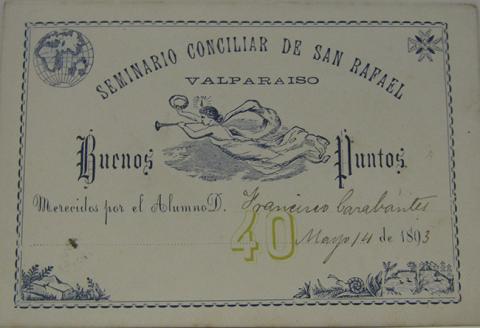 SEMINARIO CONCILIAR DE SAN RAFAEL
VALPARAISO
Buenos Puntos
Merecidos por el Alumno D. Francisco Carabantes
40
Mayo 14 de 1893